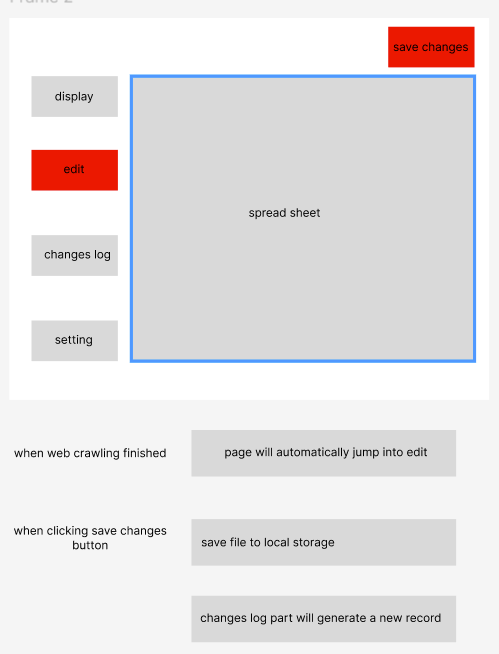 Frame 2
save changes
display
edit
spread sheet
changes log
setting
when web crawling finished
page will automatically jump into edit
when clicking save changes
button
save file to local storage
changes log part will generate a new record